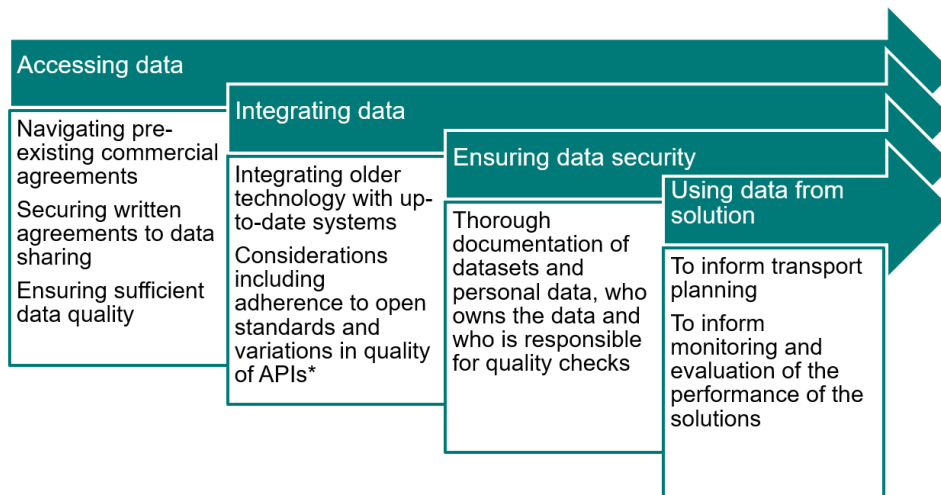 Accessing data
Navigating pre-
existing commercial
agreements
Securing written
agreements to data
sharing
Ensuring sufficient
data quality
Integrating data
Integrating older
technology with up-
to-date systems
Considerations
including
adherence to open
standards and
variations in quality
of APIs*
Ensuring data security
Thorough
documentation of
datasets and
personal data, who
owns the data and
who is responsible
for quality checks
Using data from
solution
To inform transport
planning
To inform
monitoring and
evaluation of the
performance of the
solutions